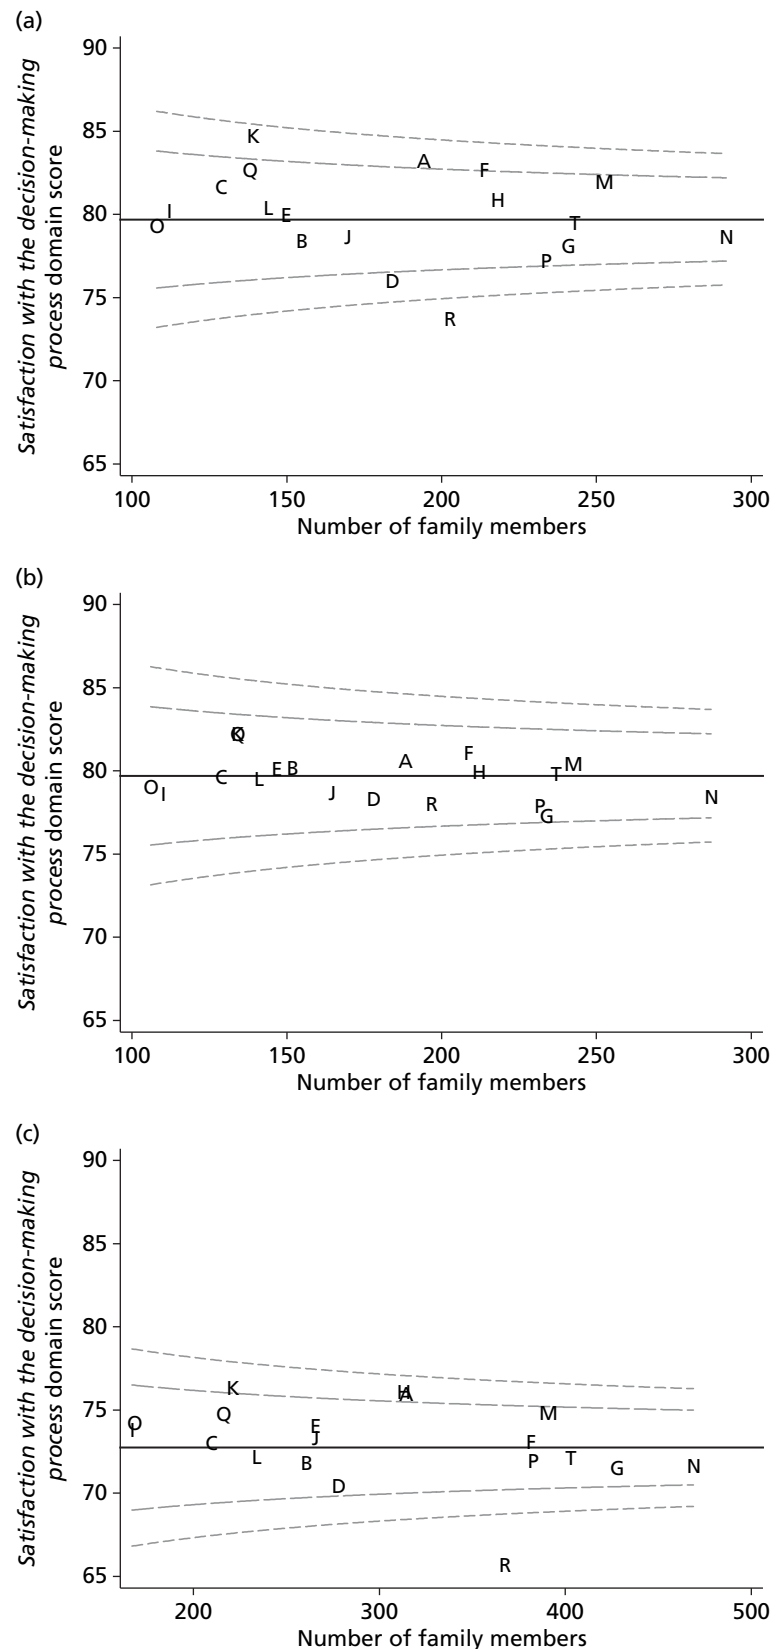 (a)
Satisfaction with the decision-making
process domain score
90
85
80
75
70
65
K
Q
C
I
O
L
E
B
J
A
F
M
H
T
G
P
N
D
R
100 150 200 250 300
Number of family members
(b)
Satisfaction with the decision-making
process domain score
90
85
80
75
70
65
K Q
O
I
C
L
E
B
J
D
A
R
F
H
P
G
T
M
N
100 150 200 250 300
Number of family members
(c)
Satisfaction with the decision-making
process domain score
90
85
80
75
70
65
O
I
C
Q
K
L
B
E
J
D
H A
R
F
P
M
T
G
N
200 300 400 500
Number of family members